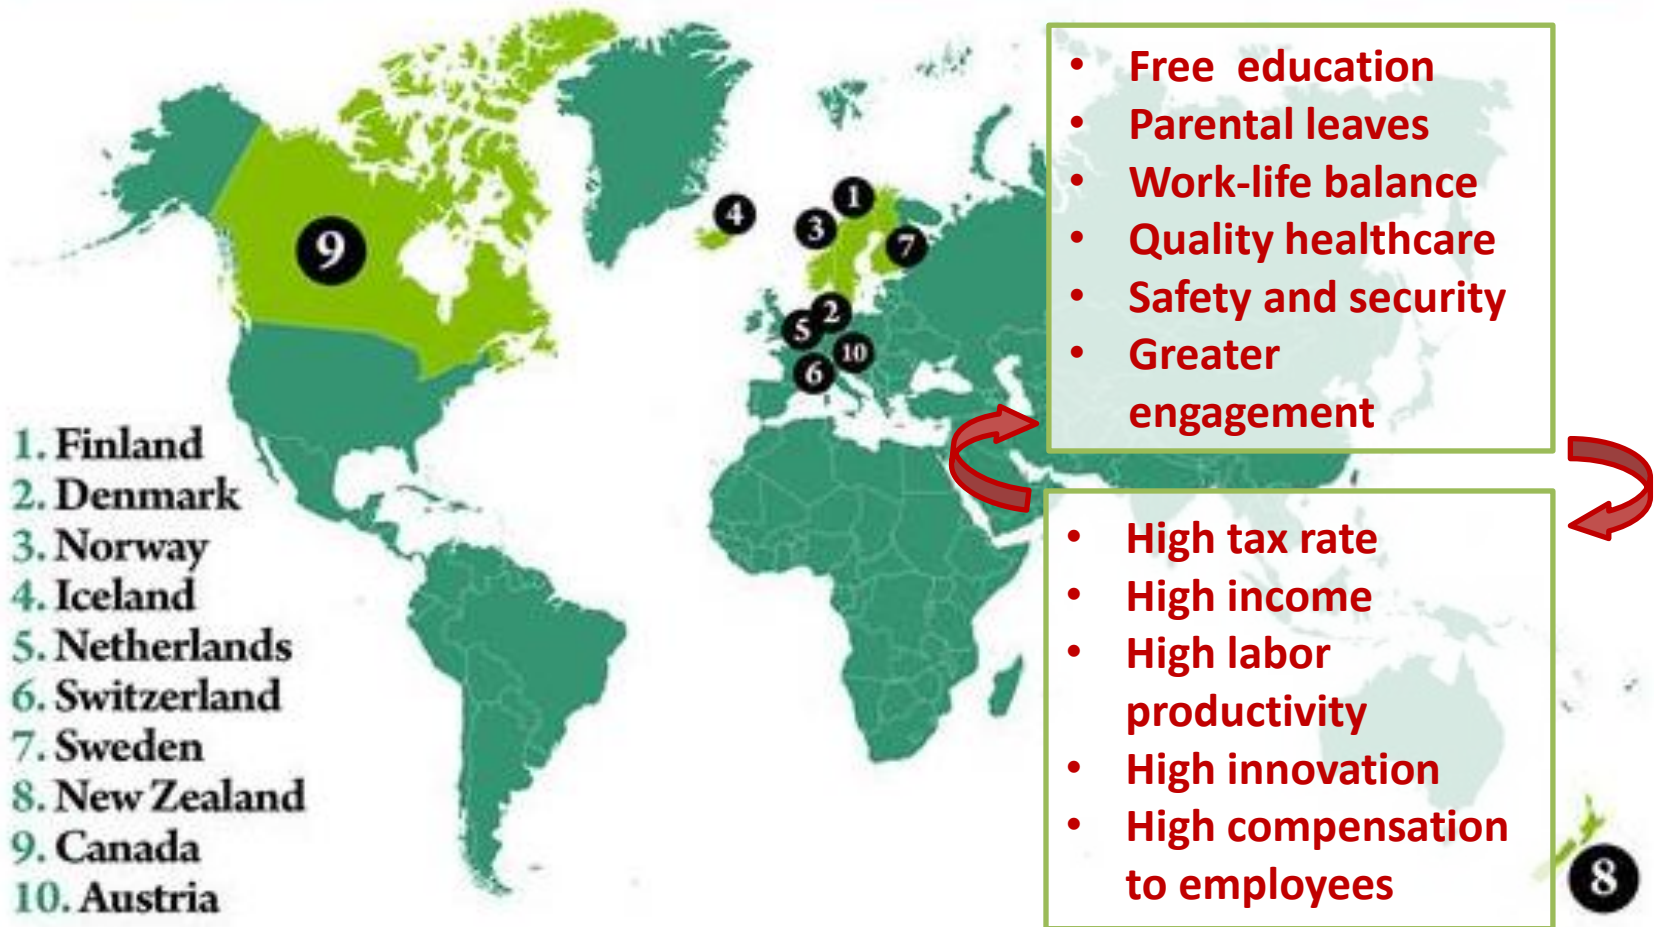 • Free education
• Parental leaves
• Work-life balance
• Quality healthcare
• Safety and security
• Greater
engagement
1. Finland
2. Denmark
3. Norway
4. Iceland
5. Netherlands
6. Switzerland
7. Sweden
8. New Zealand
9. Canada
10. Austria
• High tax rate
• High income
• High labor
productivity
• High innovation
• High compensation
to employees
9
4
1
3
7
2
5
10
6
8